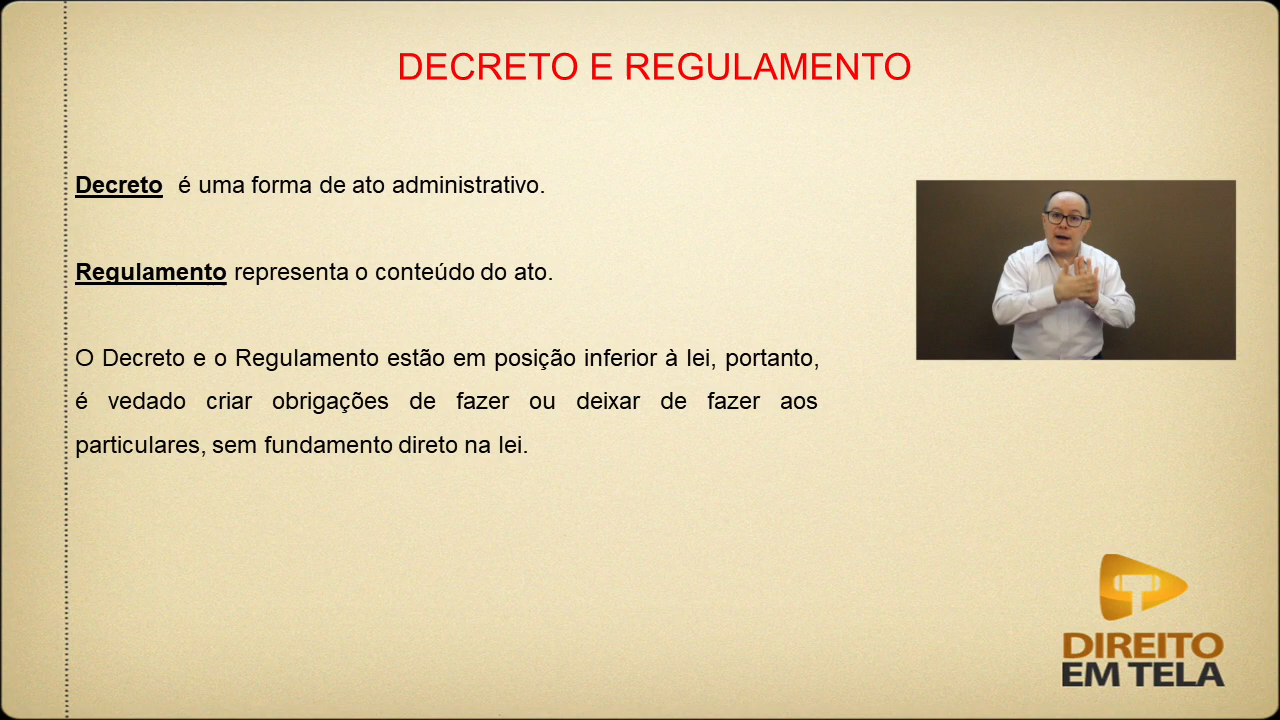 DECRETO E REGULAMENTO
Decreto é uma forma de ato administrativo.
Regulamento representa o conteúdo do ato.
O Decreto e o Regulamento estão em posição inferior à lei, portanto,
é vedado criar obrigações de fazer ou deixar de fazer aos
particulares, sem fundamento direto na lei.
DIREITO
EM TELA